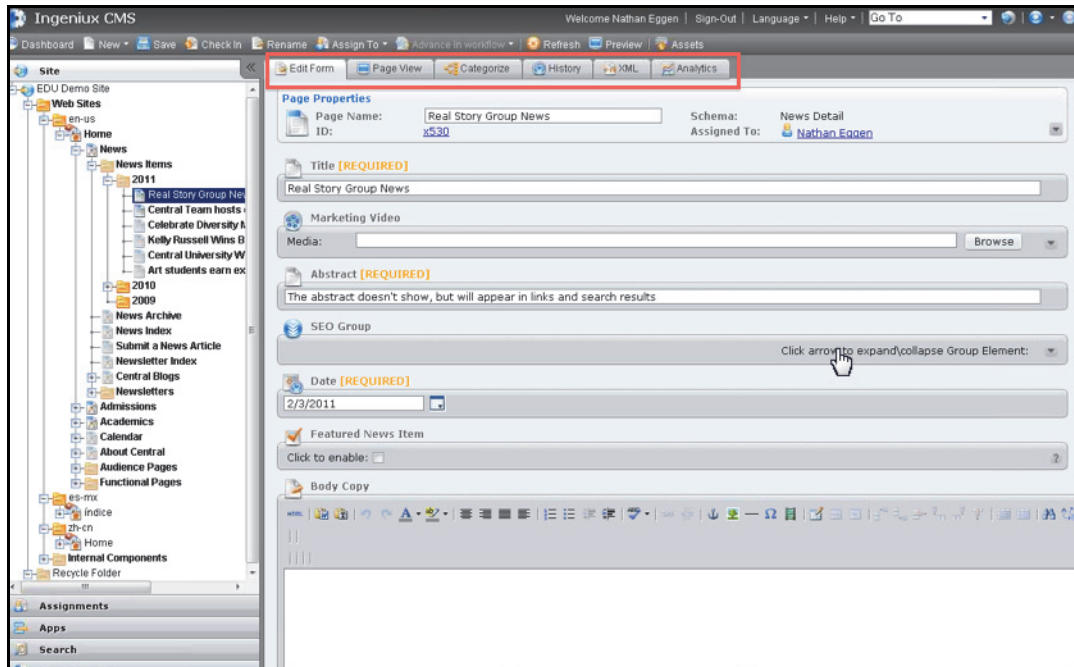 Ingeniux CMS
Welcome Nathan Eggen | Sign-Out | Language | Help Go To
Dashboard New Save Check In Rename Assign To Advance in workflow Refresh Preview Assets
Site
Edit Form Page View Categorize History XML Analytics
EDU Demo Site
Web Sites
en-us
Home
News
News Items
2011
Real Story Group Nev
Central Team hosts
Celebrate Diversity
Kelly Russell Wins B
Central University W
Art students earn ex
2010
2009
News Archive
News Index
Submit a News Article
Newsletter Index
Central Blogs
Newsletters
Admissions
Academics
Calendar
About Central
Audience Pages
Functional Pages
es-mx
índice
zh-cn
Home
Internal Components
Recycle Folder
Assignments
Apps
Search
Page Properties
Page Name: Real Story Group News Schema: News Detail
ID: x530 Assigned To: Nathan Eggen
Title [REQUIRED]
Real Story Group News
Marketing Video
Media: Browse
Abstract [REQUIRED]
The abstract doesn't show, but will appear in links and search results
SEO Group
Click arrow to expand\collapse Group Element:
Date [REQUIRED]
2/3/2011
Featured News Item
Click to enable: ?
Body Copy
HTML